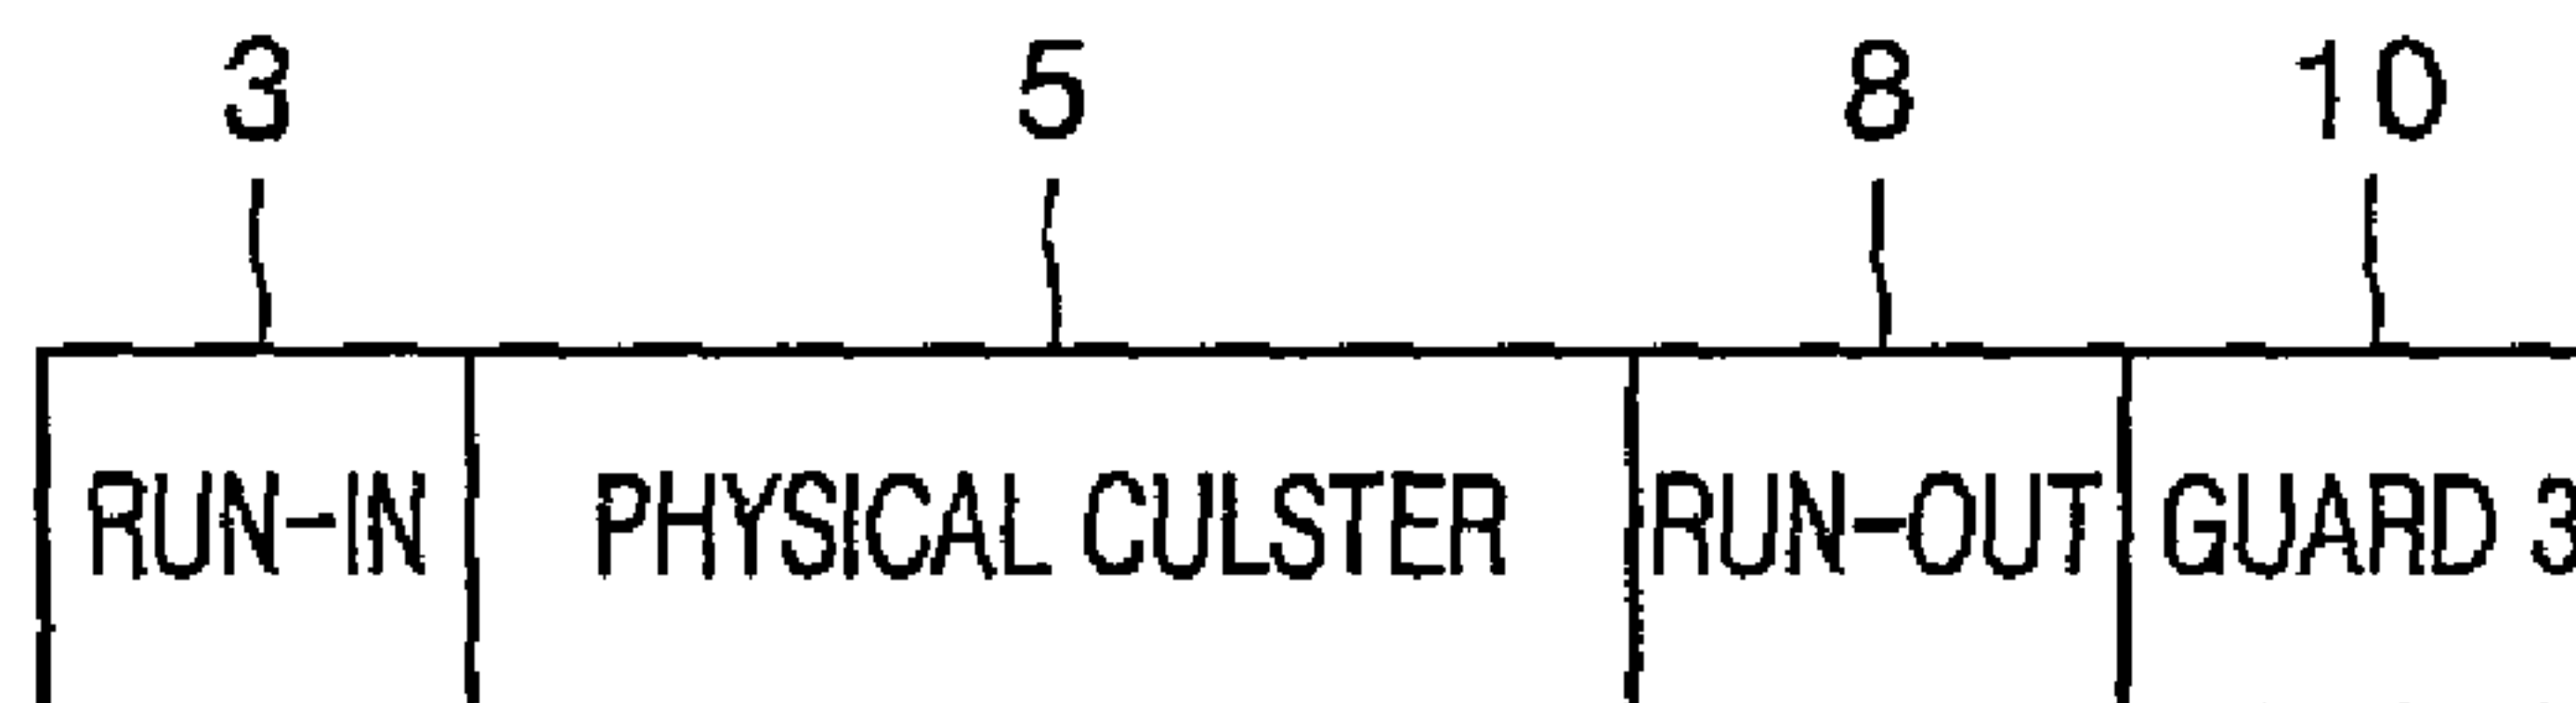 3 5 8 10
RUN-IN PHYSICAL CULSTER RUN-OUT GUARD 3